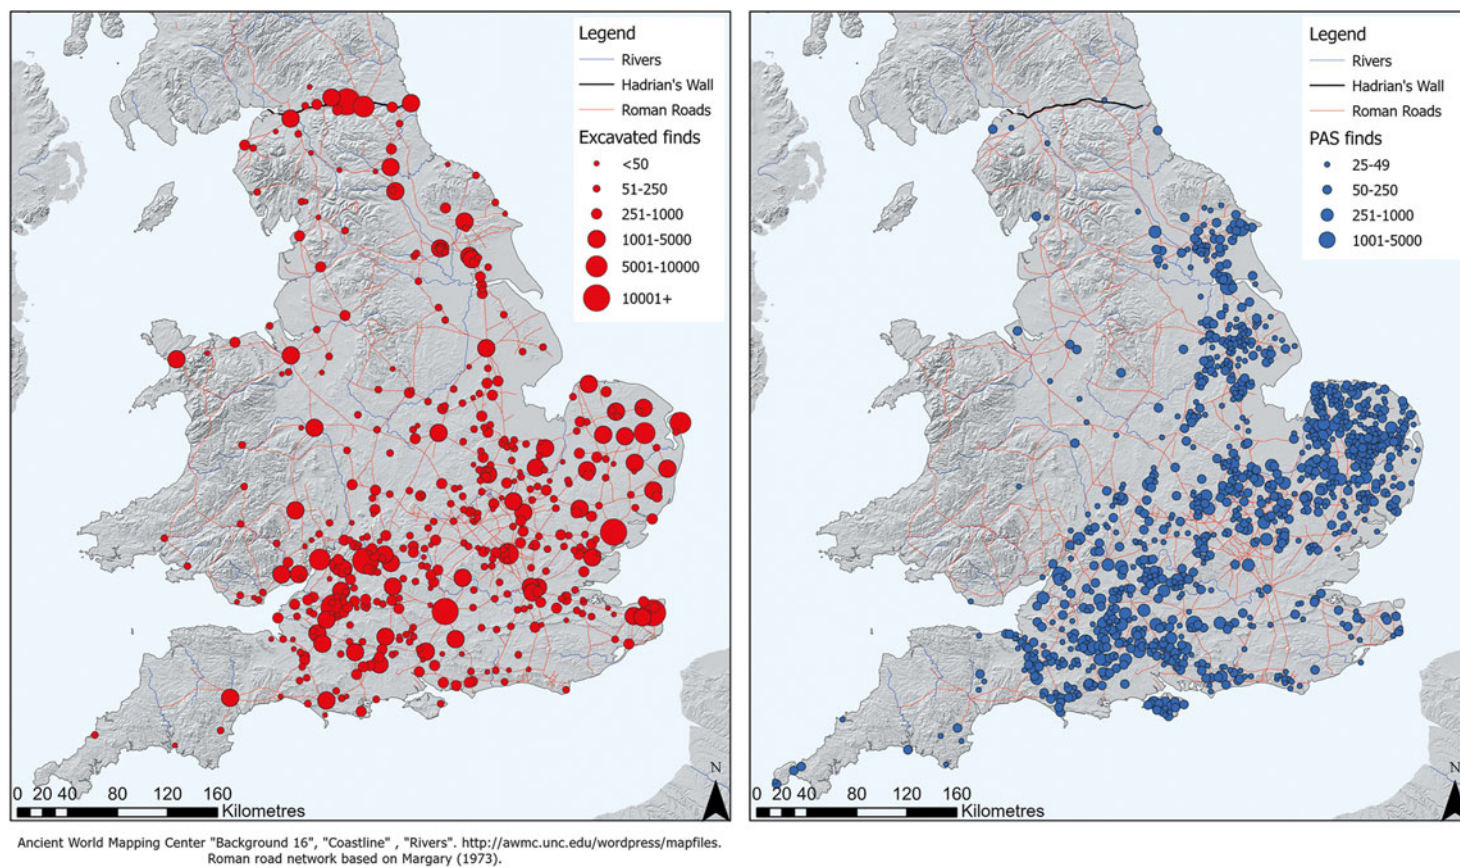 Legend
Rivers
Hadrian's Wall
Roman Roads
Excavated finds
<50
51-250
251-1000
1001-5000
5001-10000
10001+
N
0 20 40 80 120 160
Kilometres
Legend
Rivers
Hadrian's Wall
Roman Roads
PAS finds
25-49
50-250
251-1000
1001-5000
N
0 20 40 80 120 160
Kilometres
Ancient World Mapping Center "Background 16", "Coastline" , "Rivers". http://awmc.unc.edu/wordpress/mapfiles.
Roman road network based on Margary (1973).